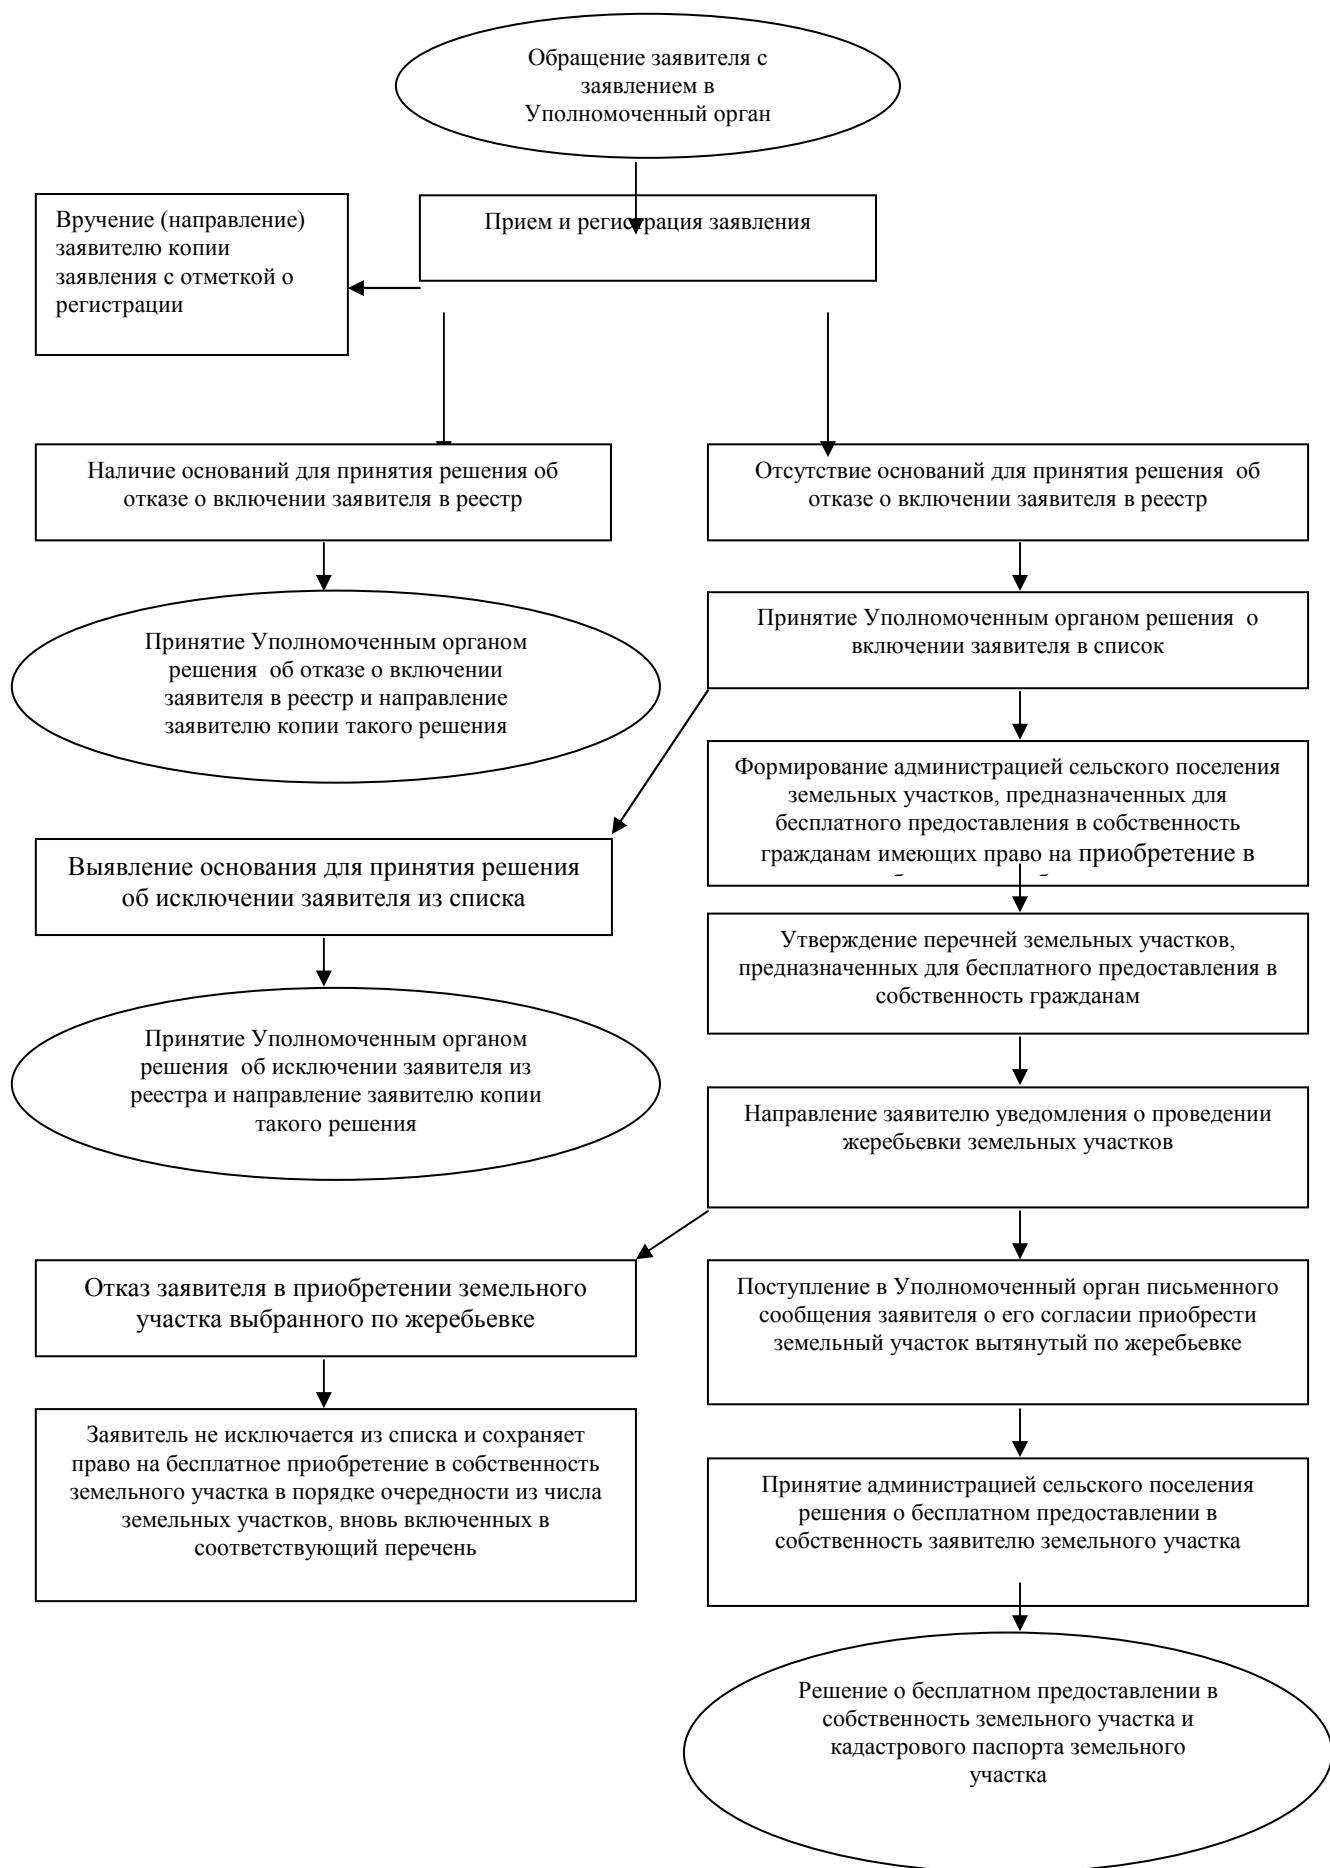 Обращение заявителя с
заявлением в
Уполномоченный орган
Вручение (направление)
заявителю копии
заявления с отметкой о
регистрации
Прием и регистрация заявления
Наличие оснований для принятия решения об
отказе о включении заявителя в реестр
Отсутствие оснований для принятия решения об
отказе о включении заявителя в реестр
Принятие Уполномоченным органом
решения об отказе о включении
заявителя в реестр и направление
заявителю копии такого решения
Принятие Уполномоченным органом решения о
включении заявителя в список
Формирование администрацией сельского поселения
земельных участков, предназначенных для
бесплатного предоставления в собственность
гражданам имеющих право на приобретение в
Выявление основания для принятия решения
об исключении заявителя из списка
Утверждение перечней земельных участков,
предназначенных для бесплатного предоставления в
собственность гражданам
Принятие Уполномоченным органом
решения об исключении заявителя из
реестра и направление заявителю копии
такого решения
Направление заявителю уведомления о проведении
жеребьевки земельных участков
Отказ заявителя в приобретении земельного
участка выбранного по жеребьевке
Поступление в Уполномоченный орган письменного
сообщения заявителя о его согласии приобрести
земельный участок вытянутый по жеребьевке
Заявитель не исключается из списка и сохраняет
право на бесплатное приобретение в собственность
земельного участка в порядке очередности из числа
земельных участков, вновь включенных в
соответствующий перечень
Принятие администрацией сельского поселения
решения о бесплатном предоставлении в
собственность заявителю земельного участка
Решение о бесплатном предоставлении в
собственность земельного участка и
кадастрового паспорта земельного
участка